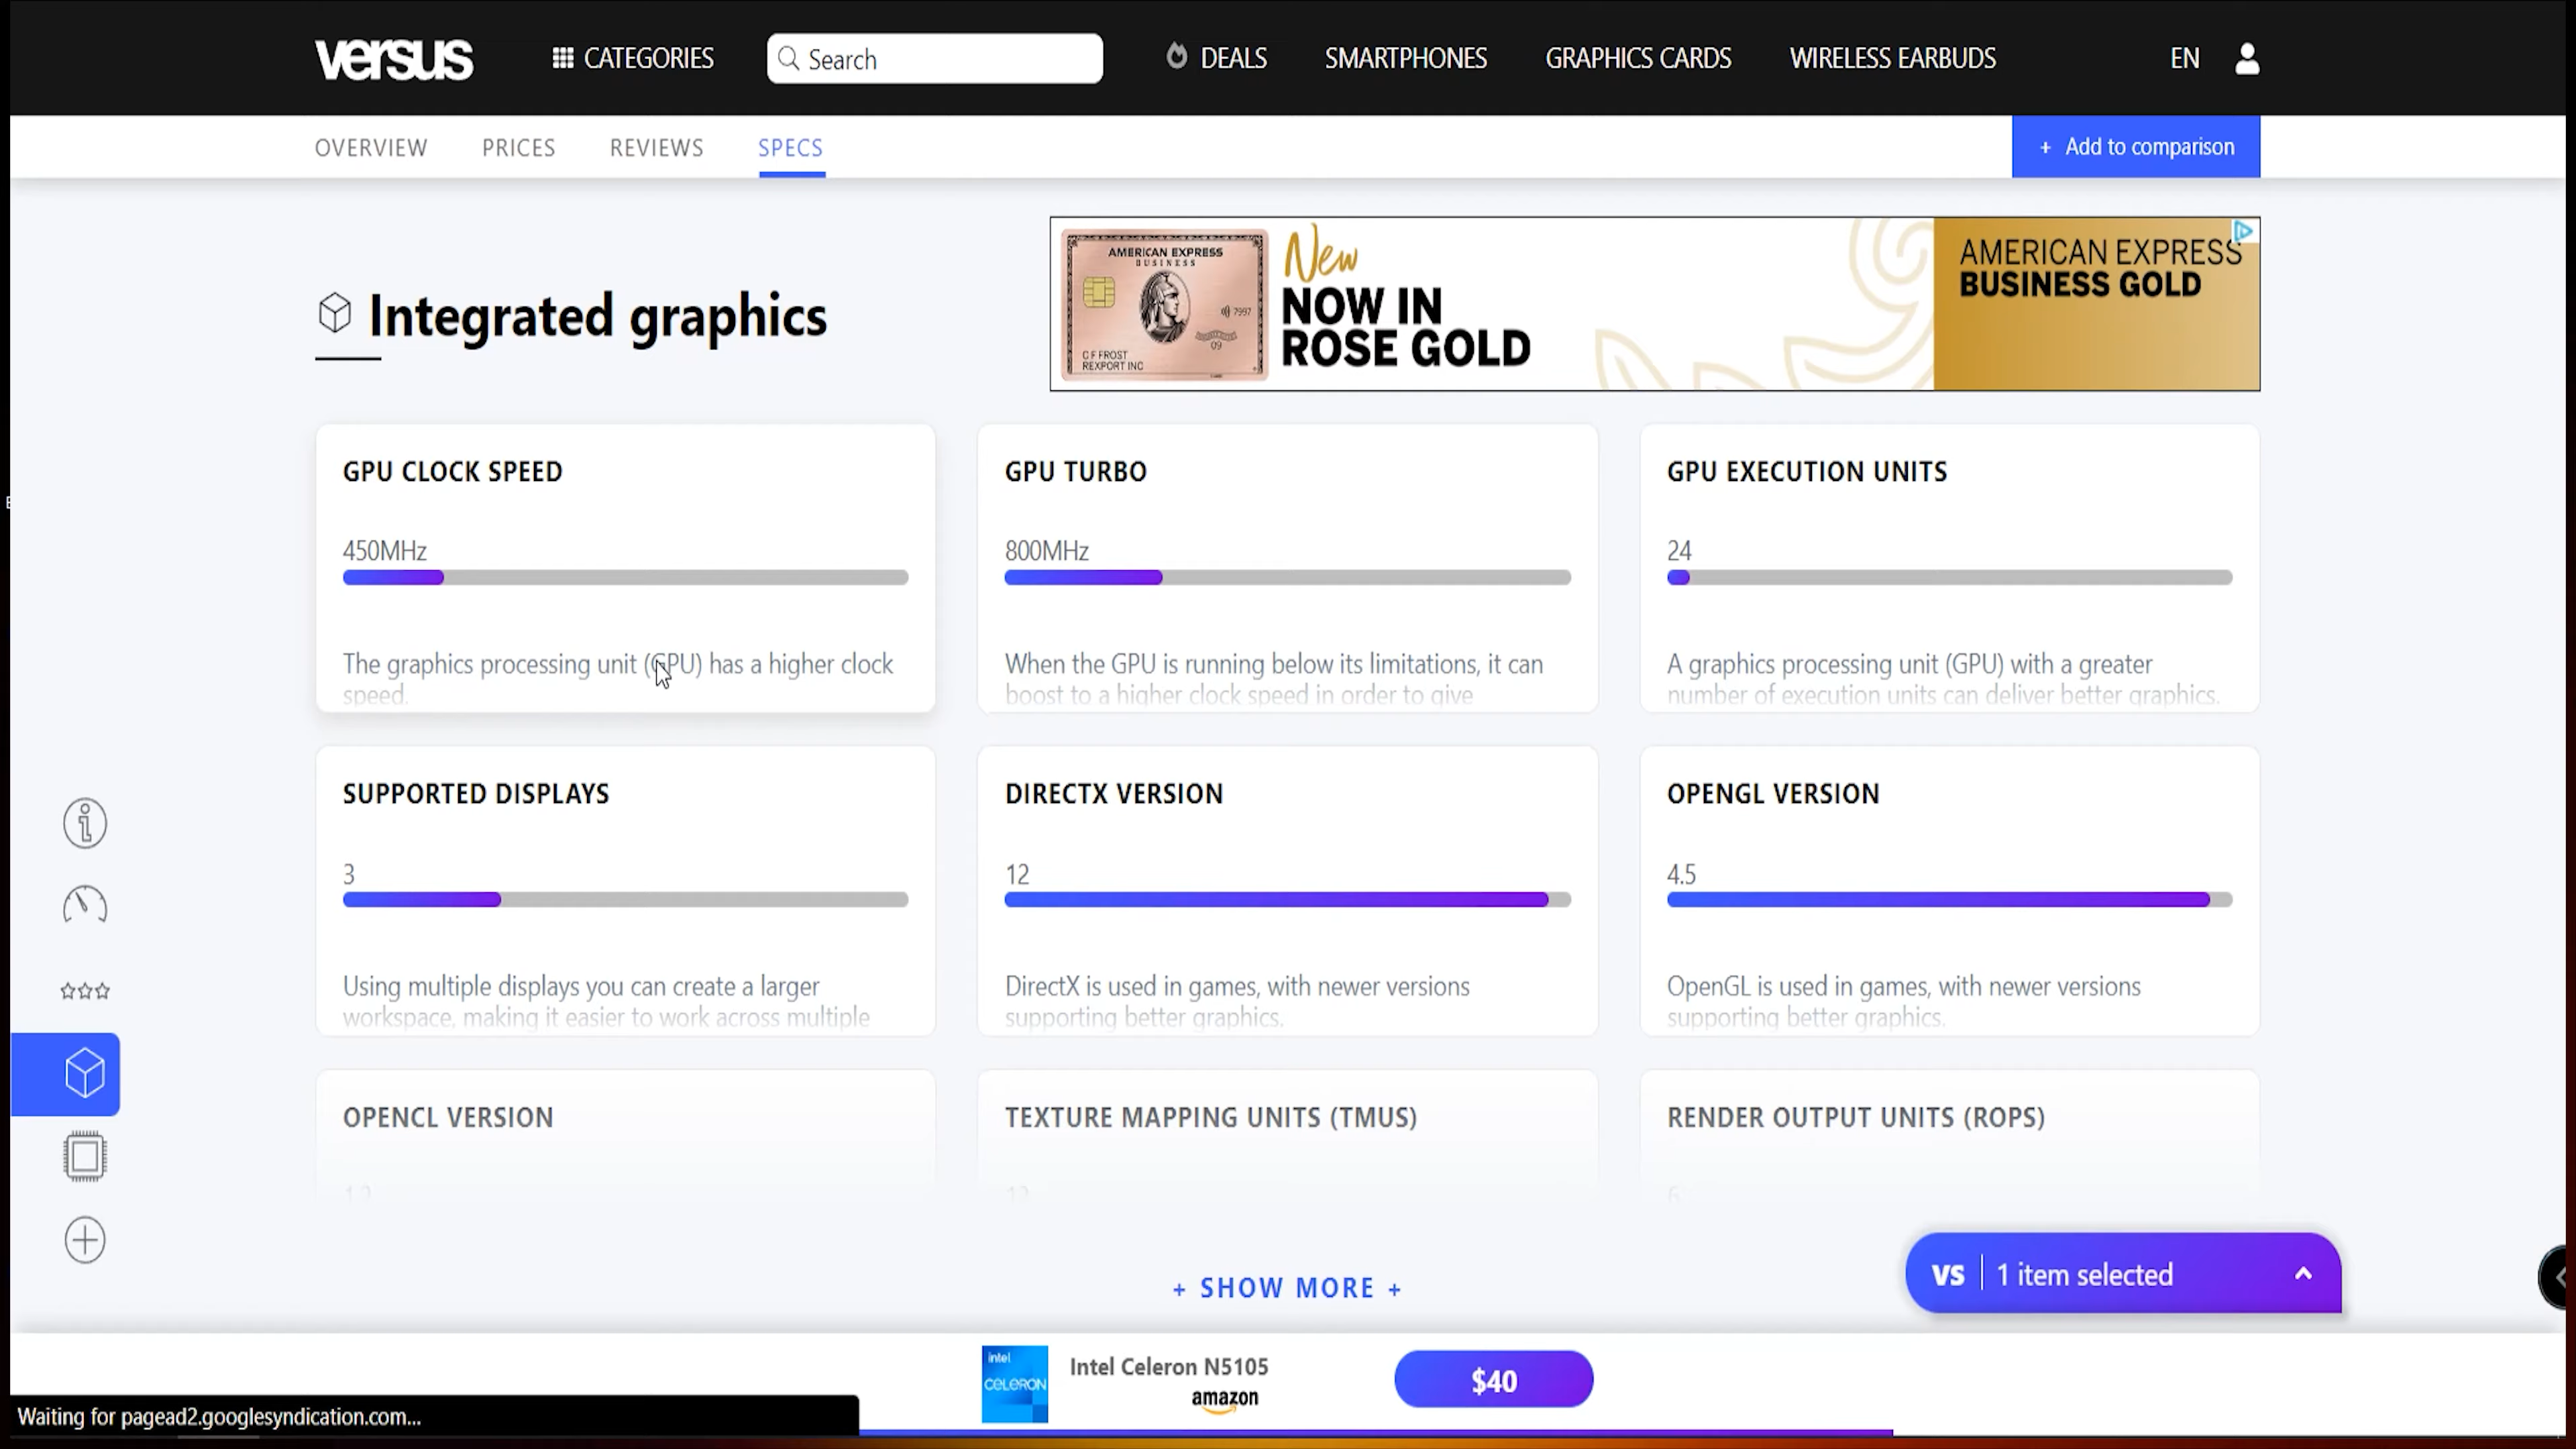 versus
CATEGORIES
Search
DEALS
SMARTPHONES
GRAPHICS CARDS
WIRELESS EARBUDS
EN
OVERVIEW
PRICES
REVIEWS
SPECS
+ Add to comparison
Integrated graphics
AMERICAN EXPRESS
BUSINESS
7997
09
C F FROST
REXPORT INC
New
NOW IN
ROSE GOLD
AMERICAN EXPRESS
BUSINESS GOLD
GPU CLOCK SPEED
450MHz
The graphics processing unit (GPU) has a higher clock
speed.
GPU TURBO
800MHz
When the GPU is running below its limitations, it can
boost to a higher clock speed in order to give
GPU EXECUTION UNITS
24
A graphics processing unit (GPU) with a greater
number of execution units can deliver better graphics.
SUPPORTED DISPLAYS
3
Using multiple displays you can create a larger
workspace, making it easier to work across multiple
DIRECTX VERSION
12
DirectX is used in games, with newer versions
supporting better graphics.
OPENGL VERSION
4.5
OpenGL is used in games, with newer versions
supporting better graphics.
OPENCL VERSION
TEXTURE MAPPING UNITS (TMUS)
RENDER OUTPUT UNITS (ROPS)
+ SHOW MORE +
VS 1 item selected
intel
CELERON
Intel Celeron N5105
amazon
$40
Waiting for pagead2.googlesyndication.com...